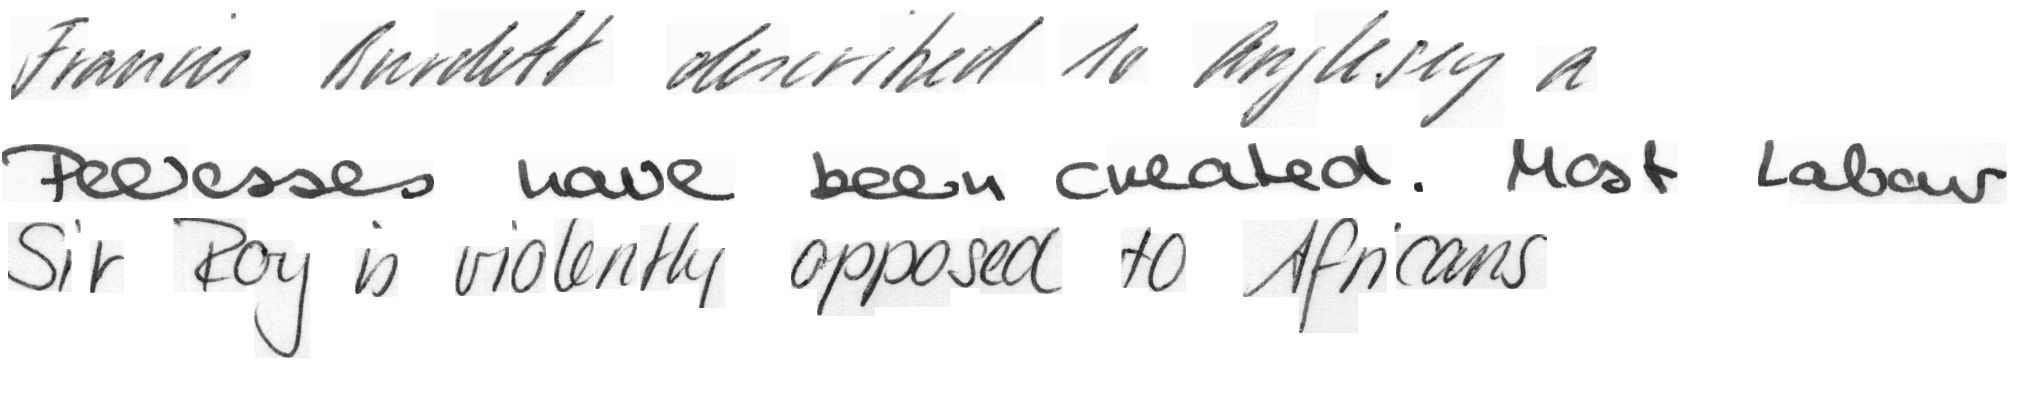 Francis Burdett described to Anglesey a
Peeresses have been created. Most Labour
Sir Roy is violently opposed to Africans